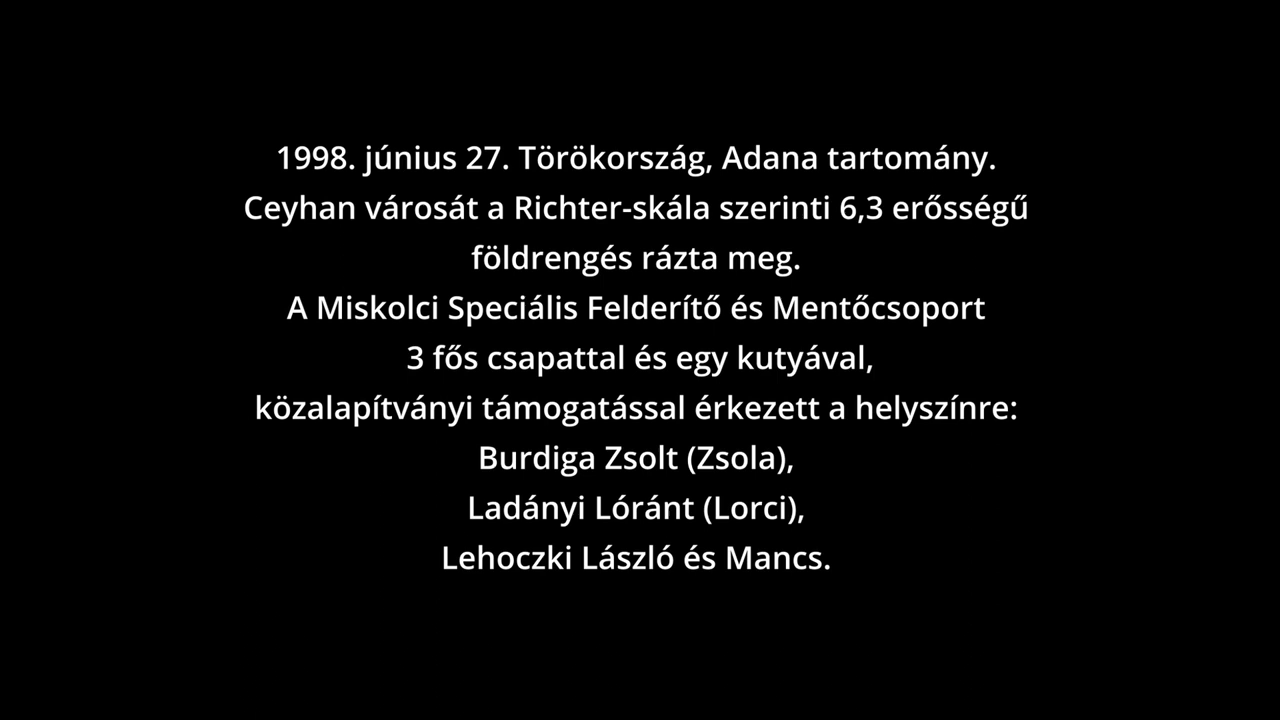 1998. június 27. Törökország, Adana tartomány.
Ceyhan városát a Richter-skála szerinti 6,3 erősségű
földrengés rázta meg.
A Miskolci Speciális Felderítő és Mentőcsoport
3 fős csapattal és egy kutyával,
közalapítványi támogatással érkezett a helyszínre:
Burdiga Zsolt (Zsola),
Ladányi Lóránt (Lorci),
Lehoczki László és Mancs.